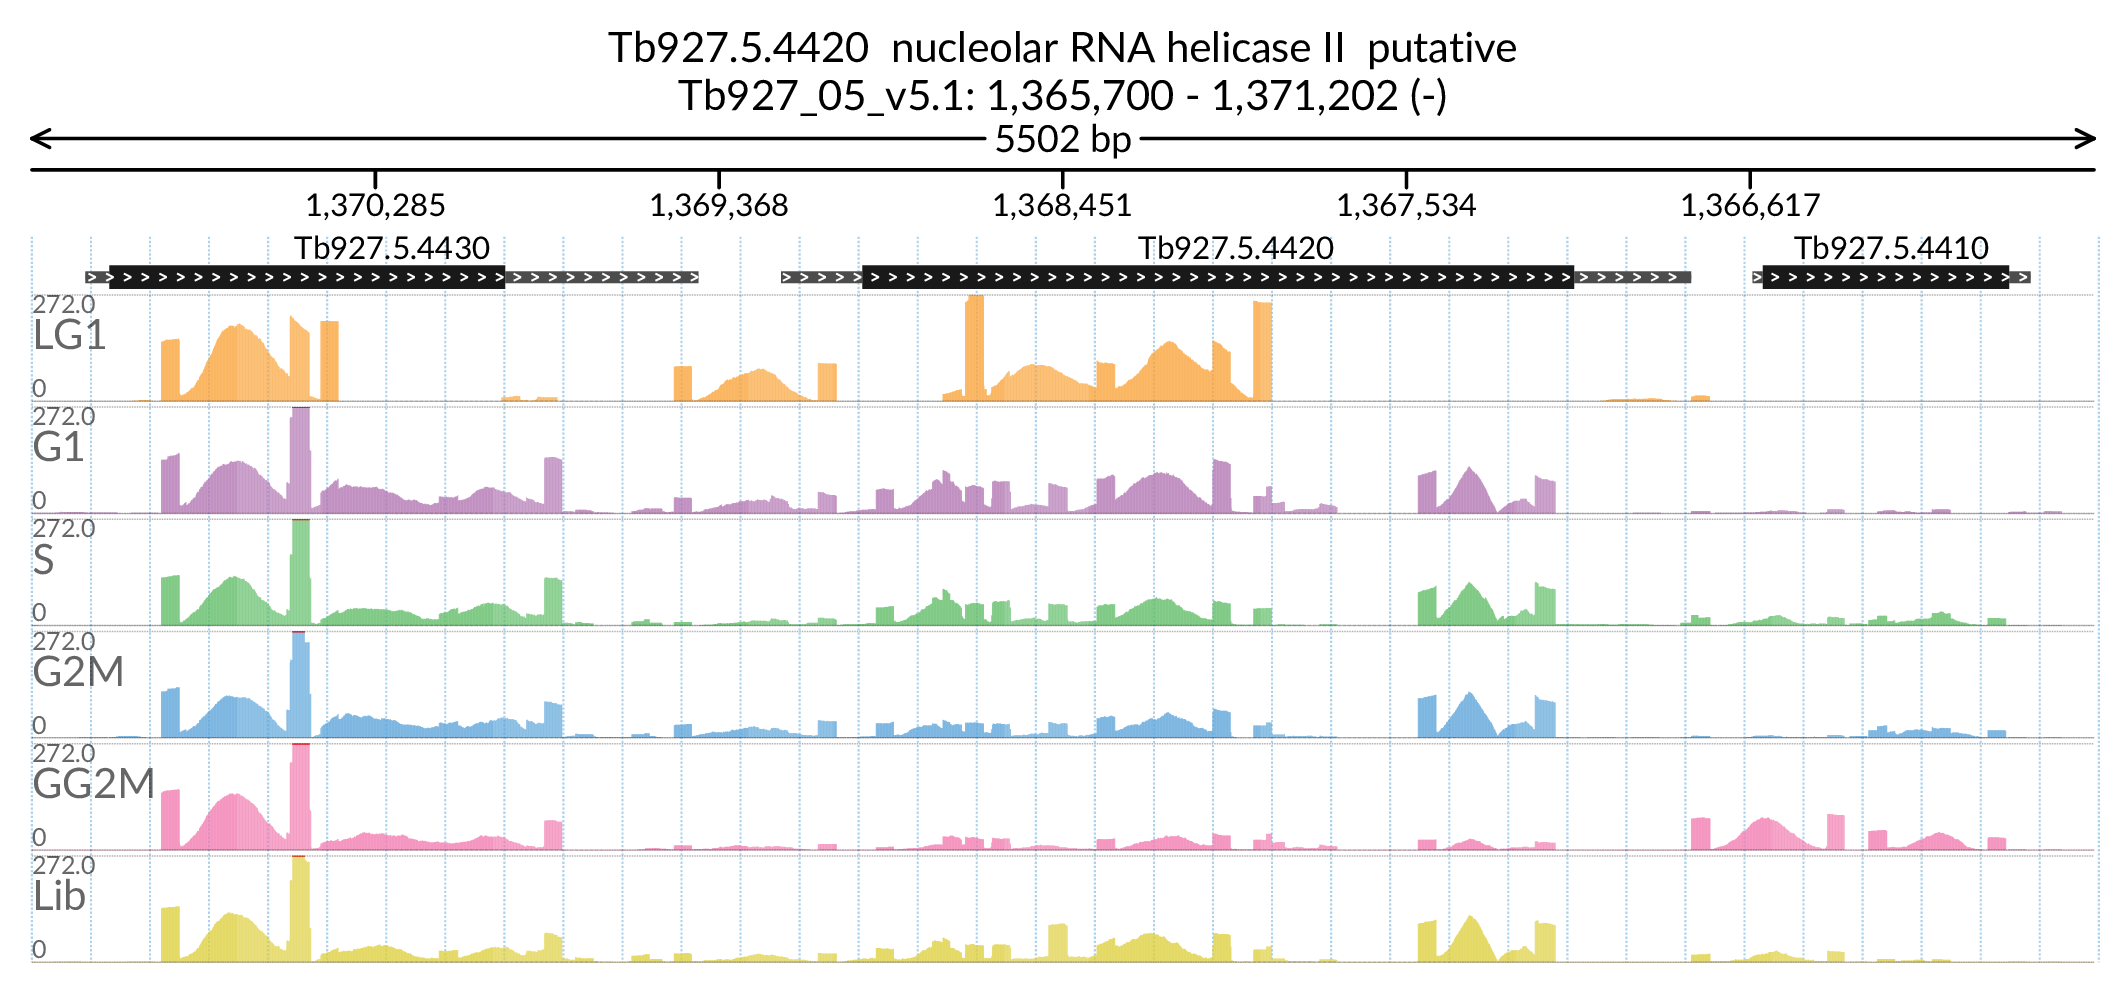 Tb927.5.4420 nucleolar RNA helicase II putative
Tb927_05_v5.1: 1,365,700 - 1,371,202 (-)
5502 bp
1,370,285 1,369,368 1,368,451 1,367,534 1,366,617
Tb927.5.4430 Tb927.5.4420 Tb927.5.4410
272.0
LG1
0
272.0
G1
0
272.0
S
0
272.0
G2M
0
272.0
GG2M
0
272.0
Lib
0